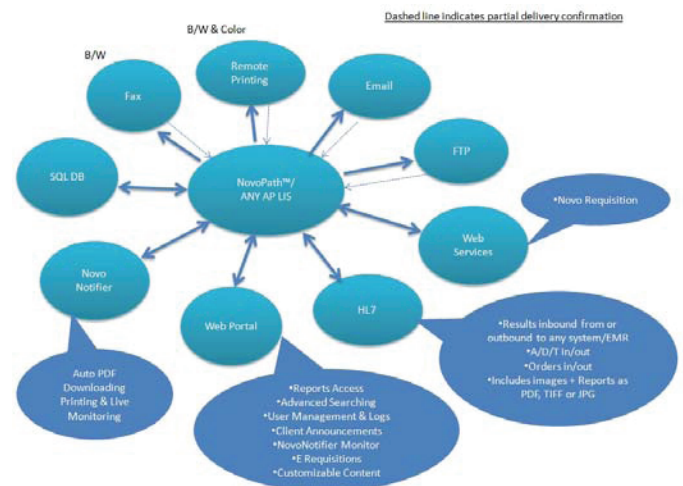 Dashed line indicates partial delivery confirmation
B/W & Color
B/W
Remote
Printing
Email
Fax
FTP
SQL DB
NovoPath™/
ANY AP LIS
•Novo Requisition
Web
Services
Novo
Notifier
Web Portal
HL7
•Results inbound from or
outbound to any system/EMR
•A/D/T in/out
•Orders in/out
•Includes images + Reports as
PDF, TIFF or JPG
Auto PDF
Downloading
Printing & Live
Monitoring
•Reports Access
•Advanced Searching
•User Management & Logs
•Client Announcements
•NovoNotifier Monitor
•E Requisitions
•Customizable Content